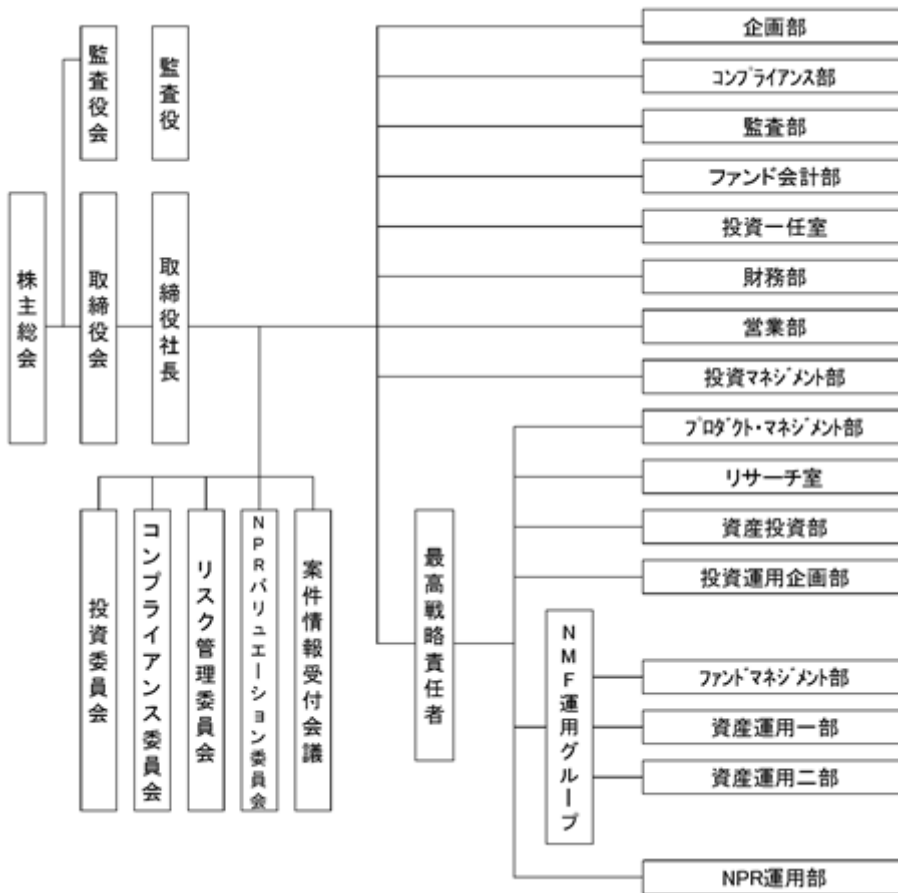 監査役会
監査役
株主総会
取締役会
取締役社長
投資委員会
コンプライアンス委員会
リスク管理委員会
NPRバリュエーション委員会
案件情報受付会議
最高戦略責任者
NMF運用グループ
企画部
コンプライアンス部
監査部
ファンド会計部
投資一任室
財務部
営業部
投資マネジメント部
プロダクト・マネジメント部
リサーチ室
資産投資部
投資運用企画部
ファンドマネジメント部
資産運用一部
資産運用二部
NPR運用部